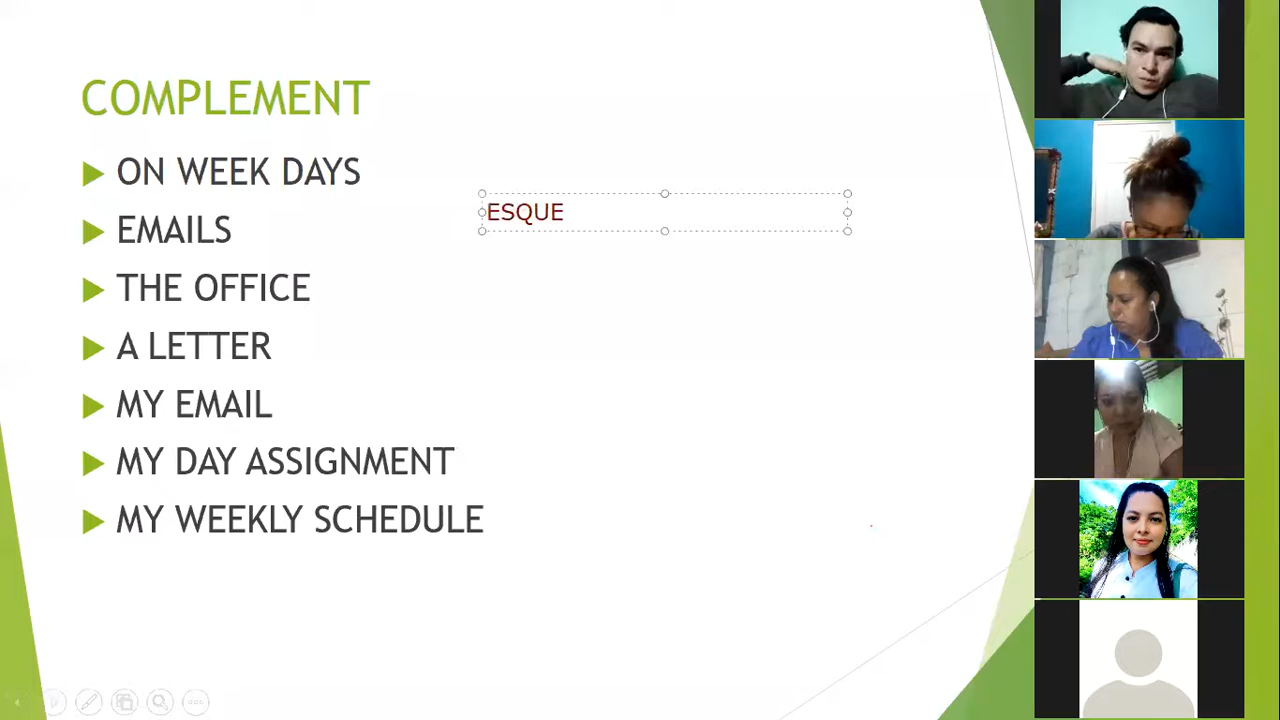 COMPLEMENT
ON WEEK DAYS
ESQUE
EMAILS
THE OFFICE
A LETTER
MY EMAIL
MY DAY ASSIGNMENT
MY WEEKLY SCHEDULE